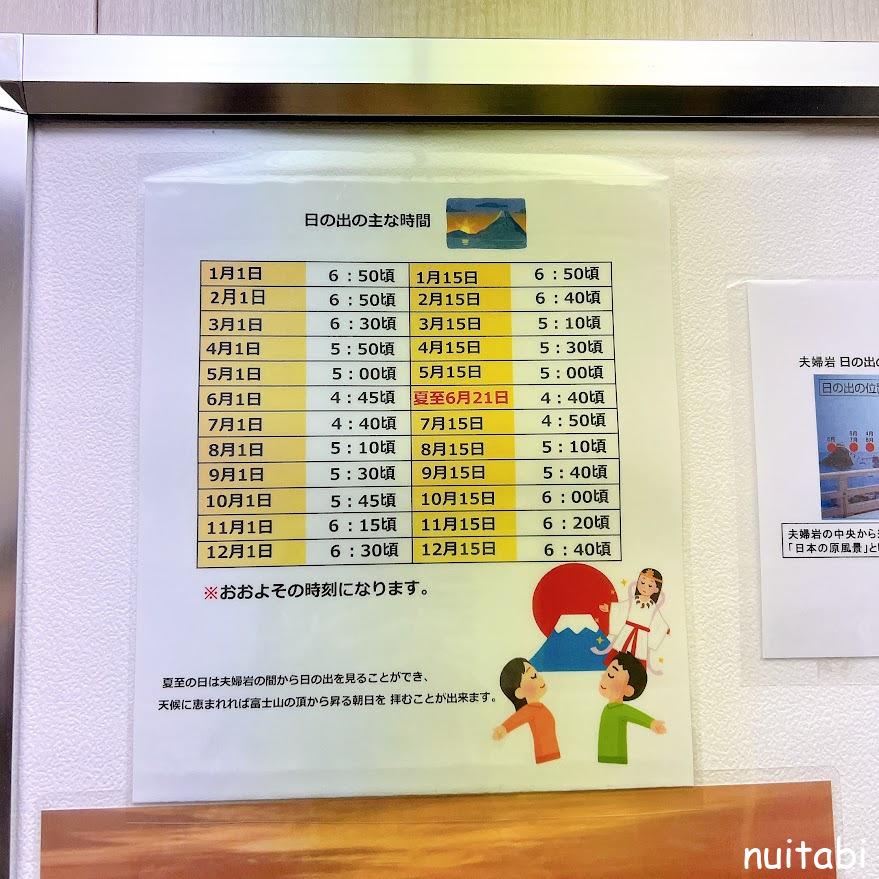 日の出の主な時間
1月1日 6:50頃 1月15日 6:50頃
2月1日 6:50頃 2月15日 6:40頃
3月1日 6:30頃 3月15日 5:10頃
4月1日 5:50頃 4月15日 5:30頃
5月1日 5:00頃 5月15日 5:00頃
6月1日 4:45頃 夏至6月21日 4:40頃
7月1日 4:40頃 7月15日 4:50頃
8月1日 5:10頃 8月15日 5:10頃
9月1日 5:30頃 9月15日 5:40頃
10月1日 5:45頃 10月15日 6:00頃
11月1日 6:15頃 11月15日 6:20頃
12月1日 6:30頃 12月15日 6:40頃
※おおよその時刻になります。
夏至の日は夫婦岩の間から日の出を見ることができ、
天候に恵まれれば富士山の頂から昇る朝日を 拝むことが出来ます。
夫婦岩 日の出の
日の出の位
夫婦岩の中央から
「日本の原風景」と
nuitabi